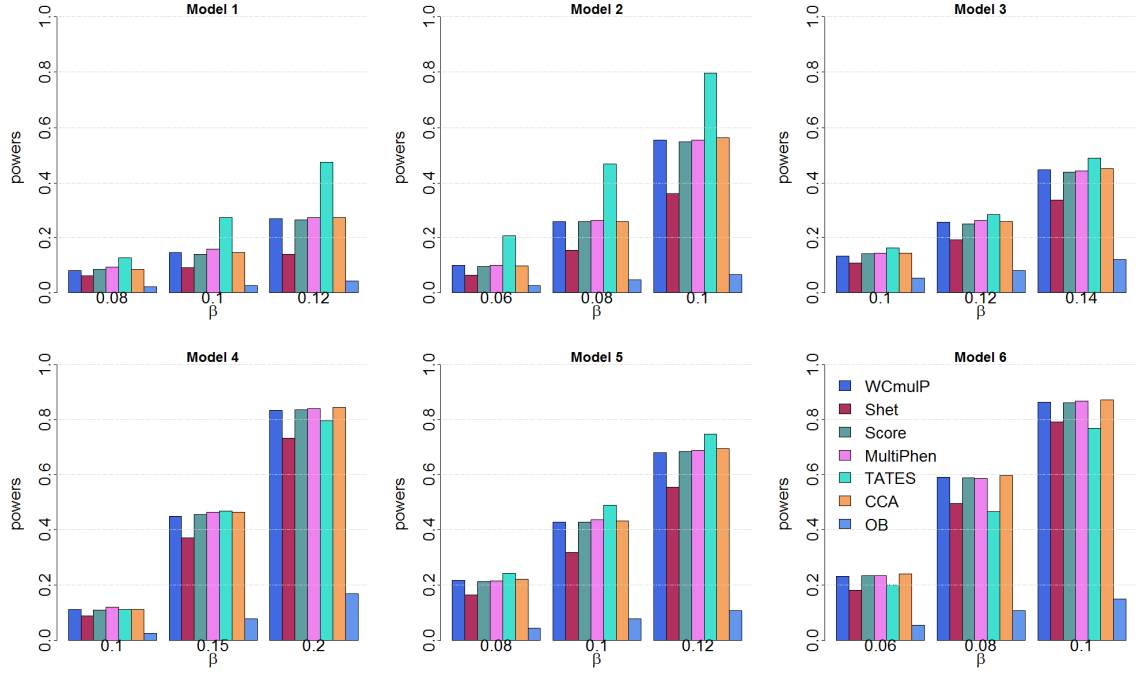 Model 1
powers
0.0 0.2 0.4 0.6 0.8 1.0
0.08 0.1 0.12
β
Model 2
powers
0.0 0.2 0.4 0.6 0.8 1.0
0.06 0.08 0.1
β
Model 3
powers
0.0 0.2 0.4 0.6 0.8 1.0
0.1 0.12 0.14
β
Model 4
powers
0.0 0.2 0.4 0.6 0.8 1.0
0.1 0.15 0.2
β
Model 5
powers
0.0 0.2 0.4 0.6 0.8 1.0
0.08 0.1 0.12
β
Model 6
powers
0.0 0.2 0.4 0.6 0.8 1.0
WCmulP
Shet
Score
MultiPhen
TATES
CCA
OB
0.06 0.08 0.1
β